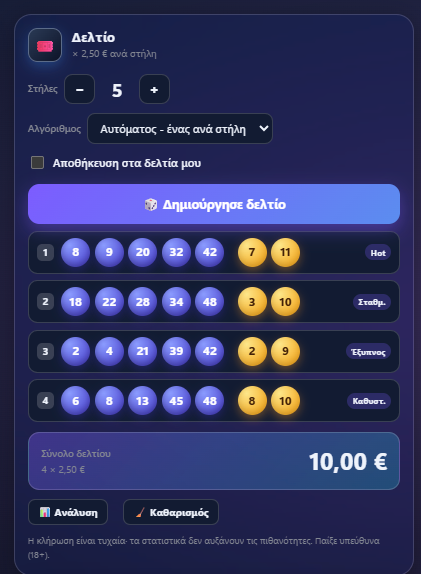 Δελτίο
× 2,50 € ανά στήλη
Στήλες − 5 +
Αλγόριθμος Αυτόματος - ένας ανά στήλη
Αποθήκευση στα δελτία μου
Δημιούργησε δελτίο
1 8 9 20 32 42 7 11 Hot
2 18 22 28 34 48 3 10 Σταθμ.
3 2 4 21 39 42 2 9 Έξυπνος
4 6 8 13 45 48 8 10 Καθυστ.
Σύνολο δελτίου
4 × 2,50 €
10,00 €
Ανάλυση Καθαρισμός
Η κλήρωση είναι τυχαία· τα στατιστικά δεν αυξάνουν τις πιθανότητες. Παίξε υπεύθυνα
(18+).